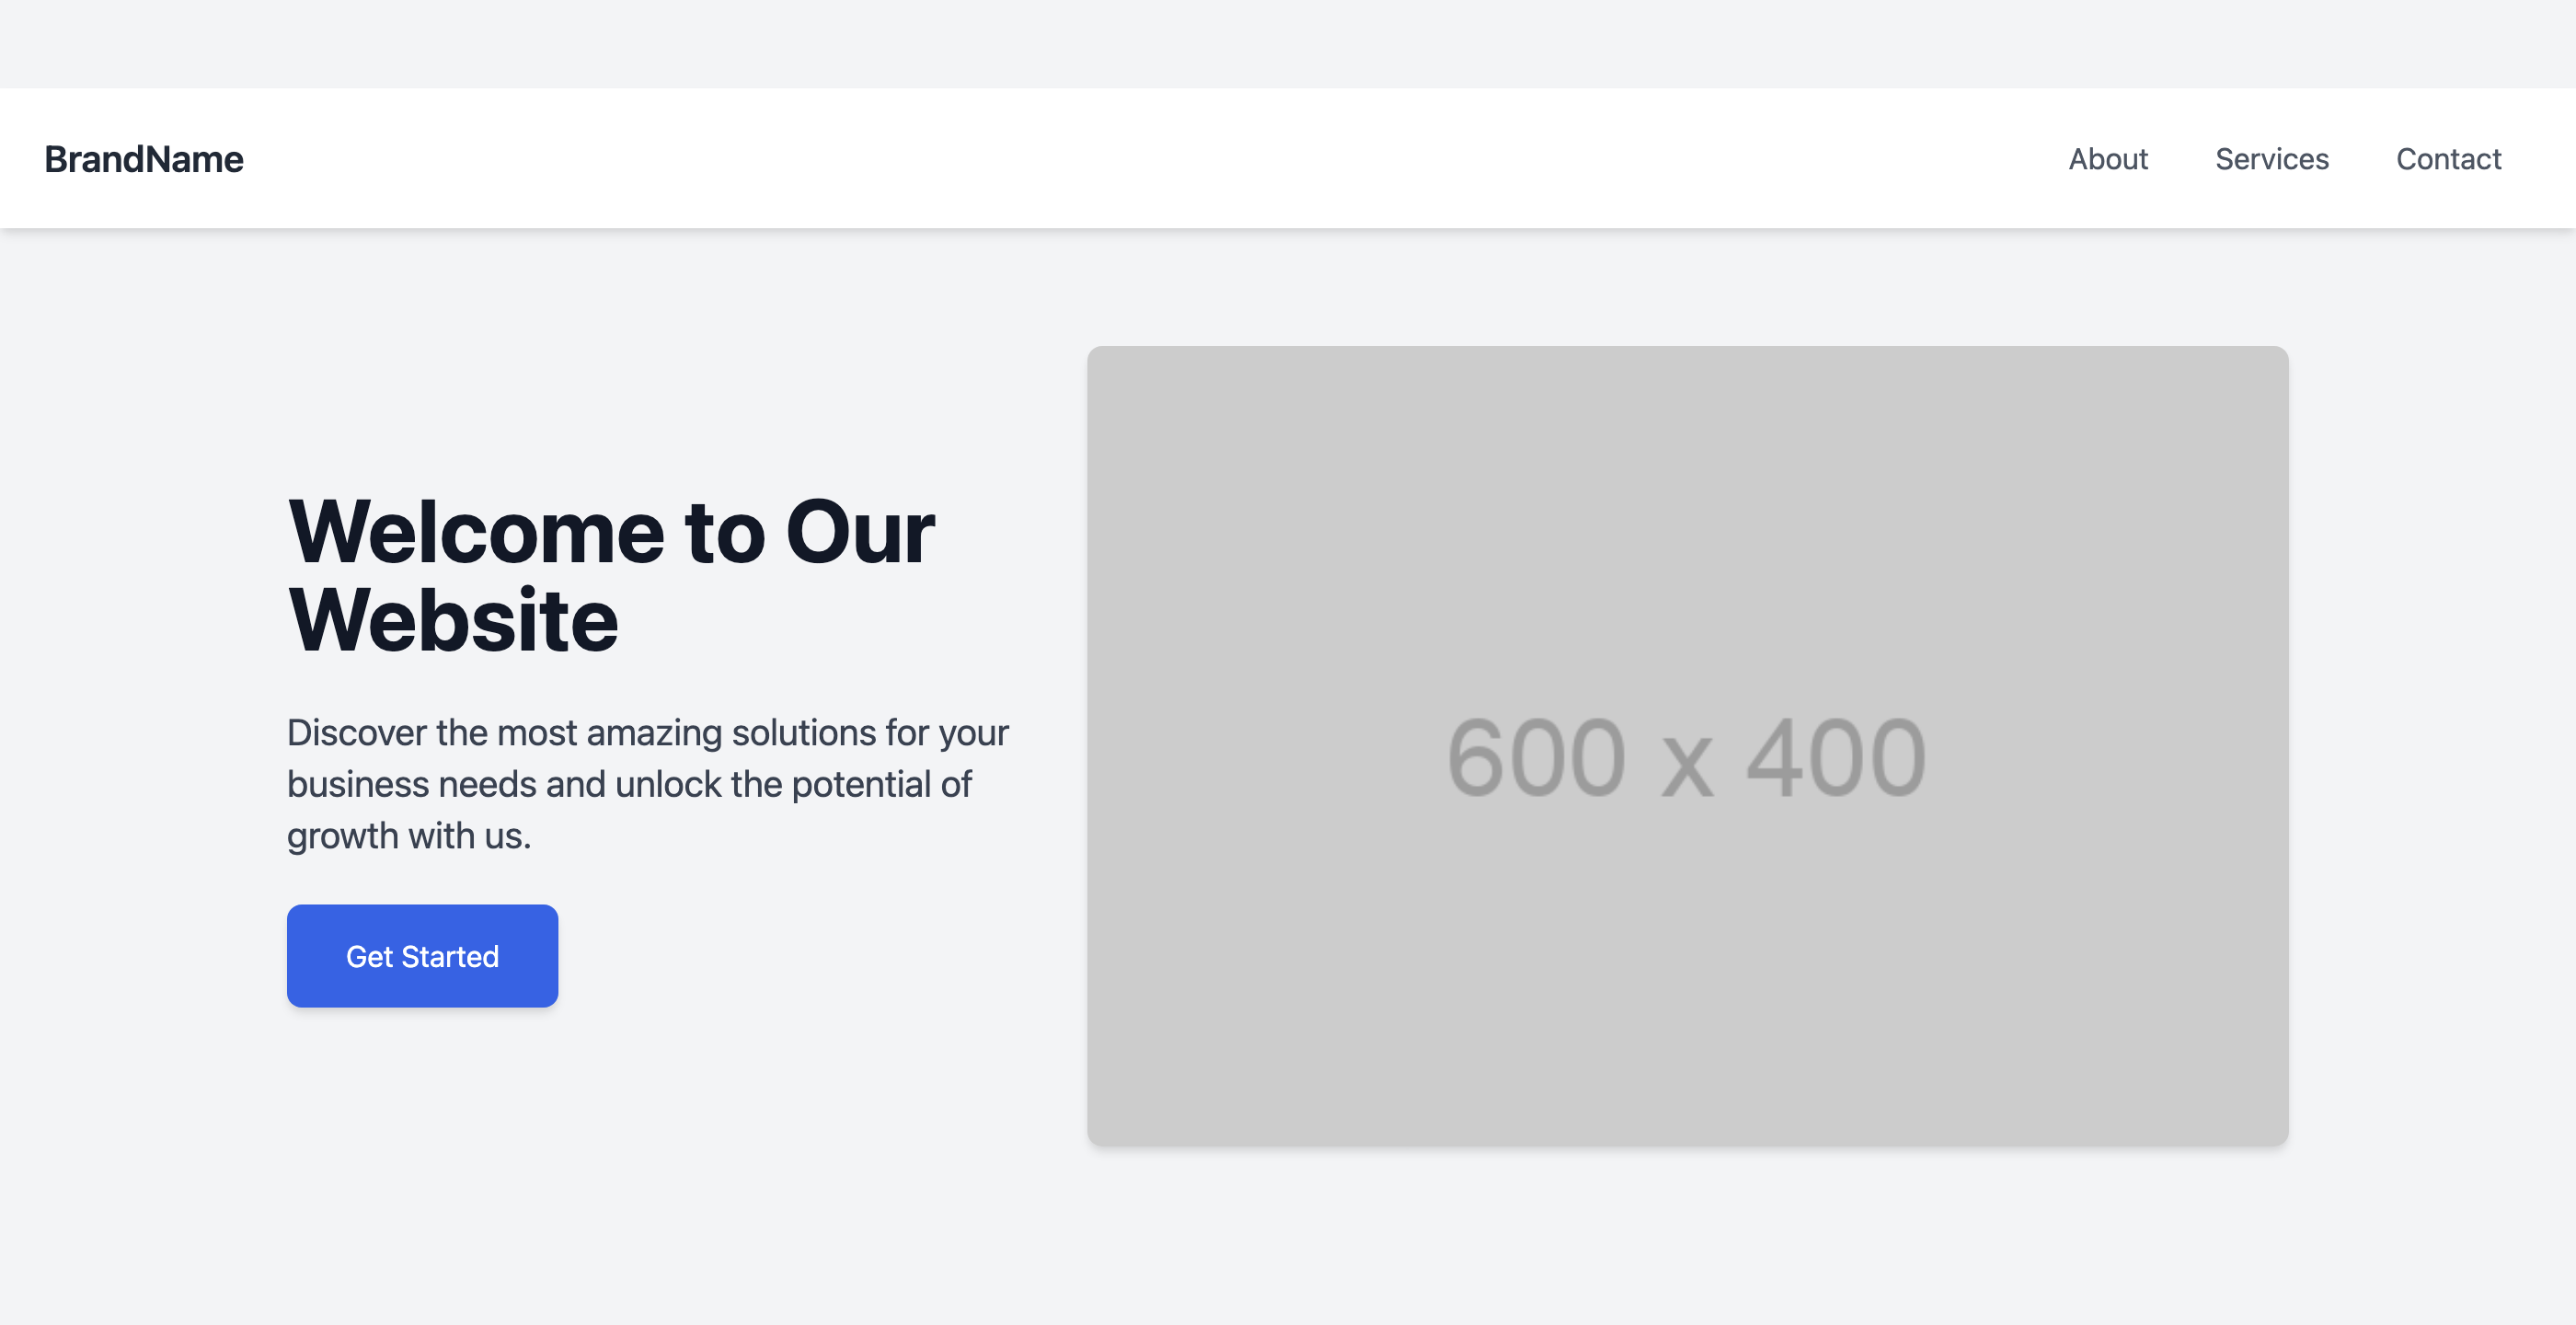 BrandName
About
Services
Contact
Welcome to Our
Website
Discover the most amazing solutions for your
business needs and unlock the potential of
growth with us.
Get Started
600 x 400